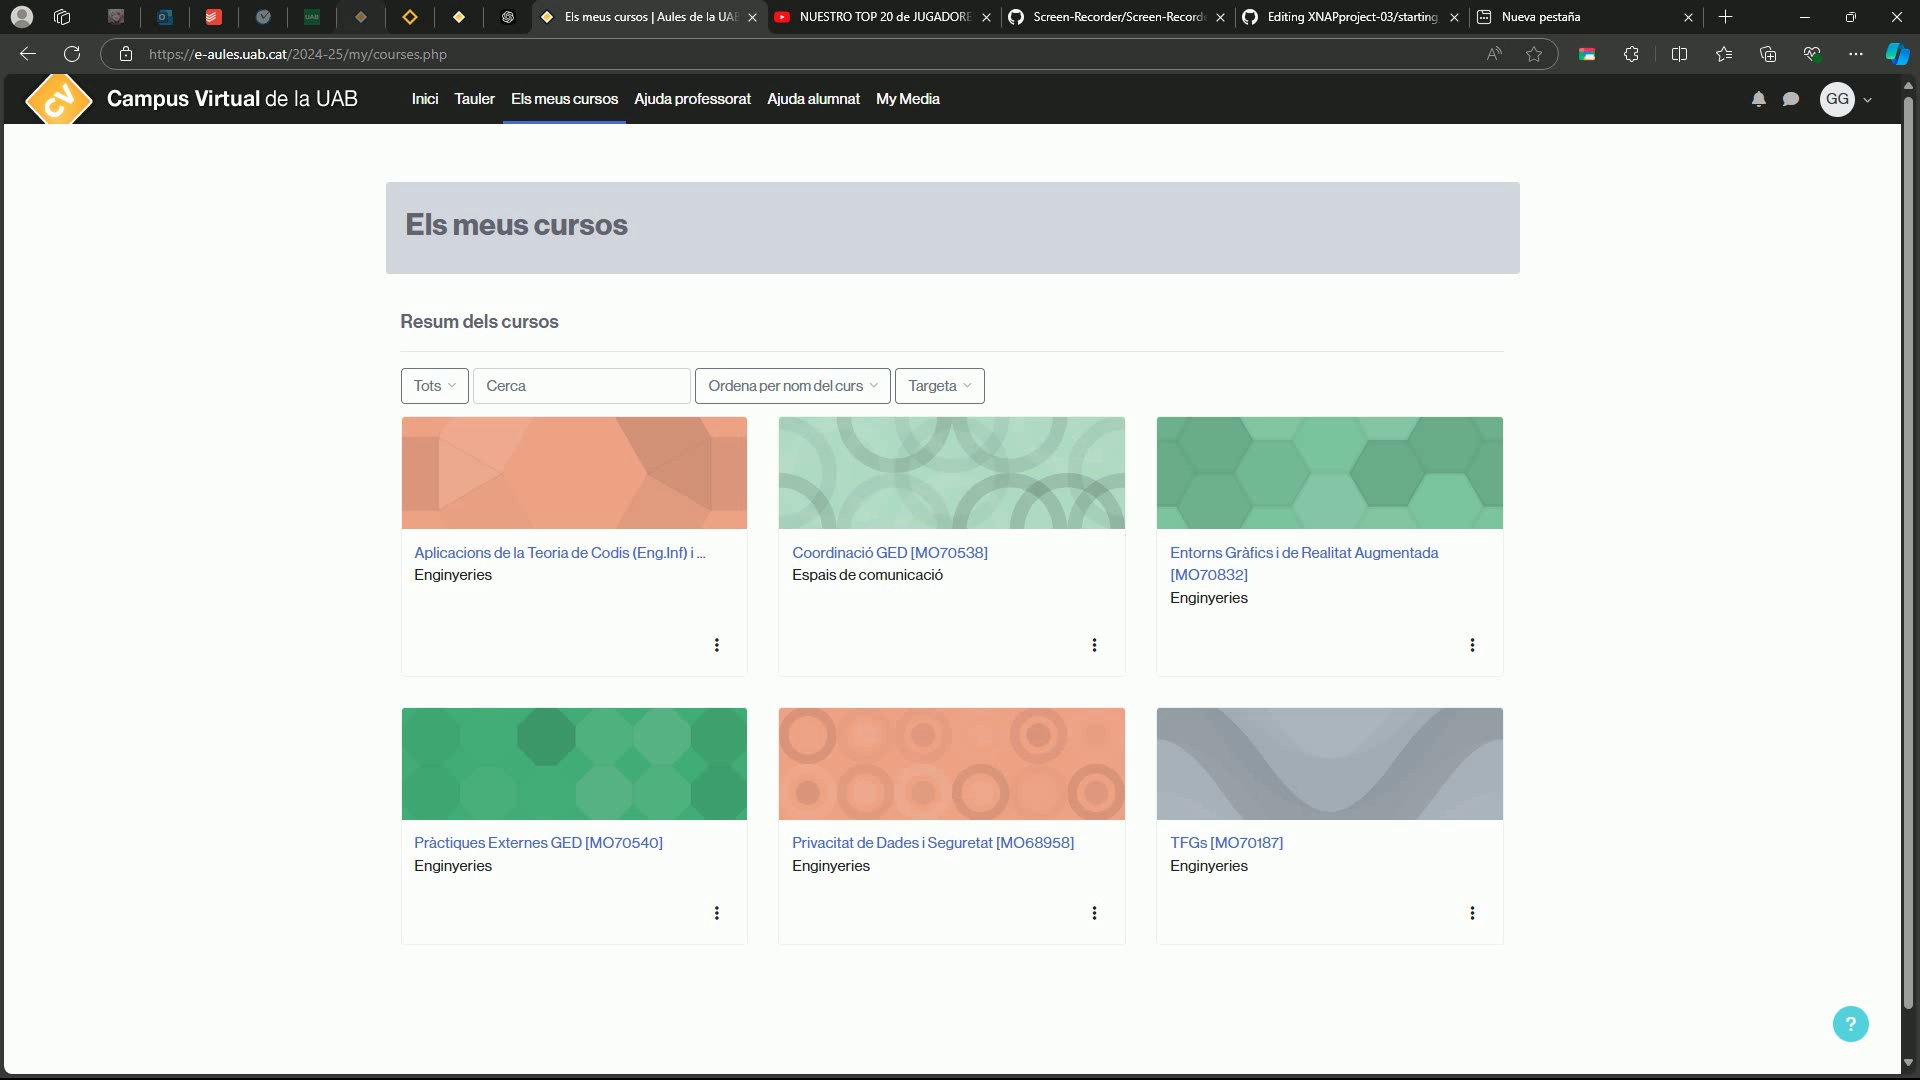 Els meus cursos | Aules de la UAB
NUESTRO TOP 20 de JUGADORE
Screen-Recorder/Screen-Recorde
Editing XNAPproject-03/starting
Nueva pestaña
https://e-aules.uab.cat/2024-25/my/courses.php
CV
Campus Virtual de la UAB
Inici
Tauler
Els meus cursos
Ajuda professorat
Ajuda alumnat
My Media
GG
Els meus cursos
Resum dels cursos
Tots
Cerca
Ordena per nom del curs
Targeta
Aplicacions de la Teoria de Codis (Eng.Inf) i ...
Enginyeries
Coordinació GED [MO70538]
Espais de comunicació
Entorns Gràfics i de Realitat Augmentada
[MO70832]
Enginyeries
Pràctiques Externes GED [MO70540]
Enginyeries
Privacitat de Dades i Seguretat [MO68958]
Enginyeries
TFGs [MO70187]
Enginyeries
?